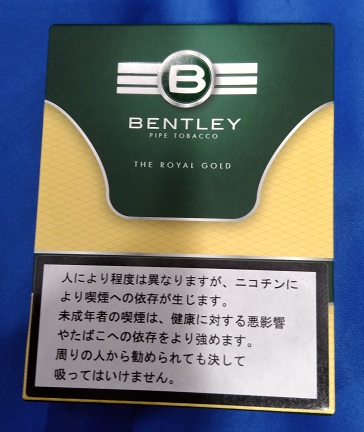 B
BENTLEY
PIPE TOBACCO
THE ROYAL GOLD
人により程度は異なりますが、ニコチンに
より喫煙への依存が生じます。
未成年者の喫煙は、健康に対する悪影響
やたばこへの依存をより強めます。
周りの人から勧められても決して
吸ってはいけません。